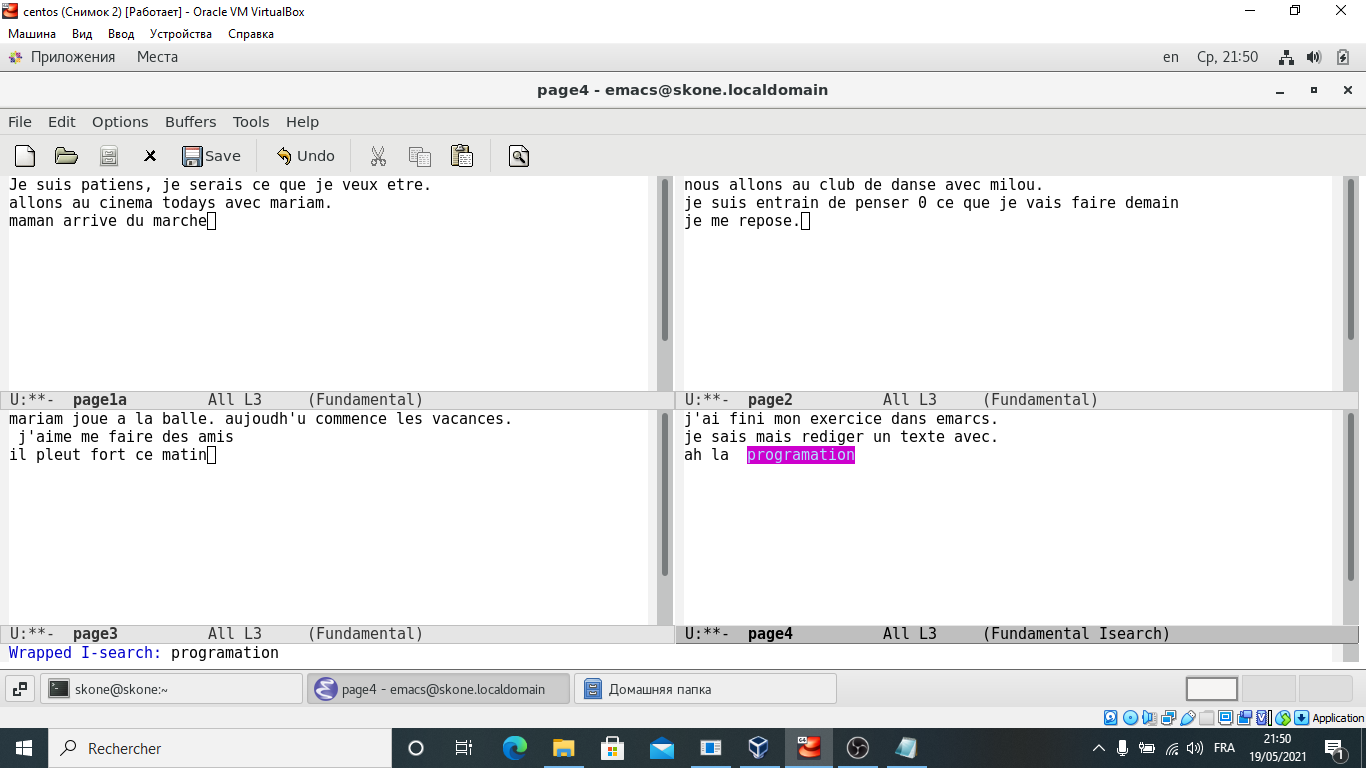 centos (Снимок 2) [Работает] - Oracle VM VirtualBox
Машина Вид Ввод Устройства Справка
Приложения Места en Ср, 21:50
page4 - emacs@skone.localdomain
File Edit Options Buffers Tools Help
Save Undo
Je suis patiens, je serais ce que je veux etre.
allons au cinema todays avec mariam.
maman arrive du marche
U:**- page1a All L3 (Fundamental)
nous allons au club de danse avec milou.
je suis entrain de penser 0 ce que je vais faire demain
je me repose.
U:**- page2 All L3 (Fundamental)
mariam joue a la balle. aujoudh'u commence les vacances.
j'aime me faire des amis
il pleut fort ce matin
U:**- page3 All L3 (Fundamental)
j'ai fini mon exercice dans emarcs.
je sais mais rediger un texte avec.
ah la programation
U:**- page4 All L3 (Fundamental Isearch)
Wrapped I-search: programation
skone@skone:~ page4 - emacs@skone.localdomain Домашняя папка
Application
Rechercher FRA 21:50
19/05/2021 1